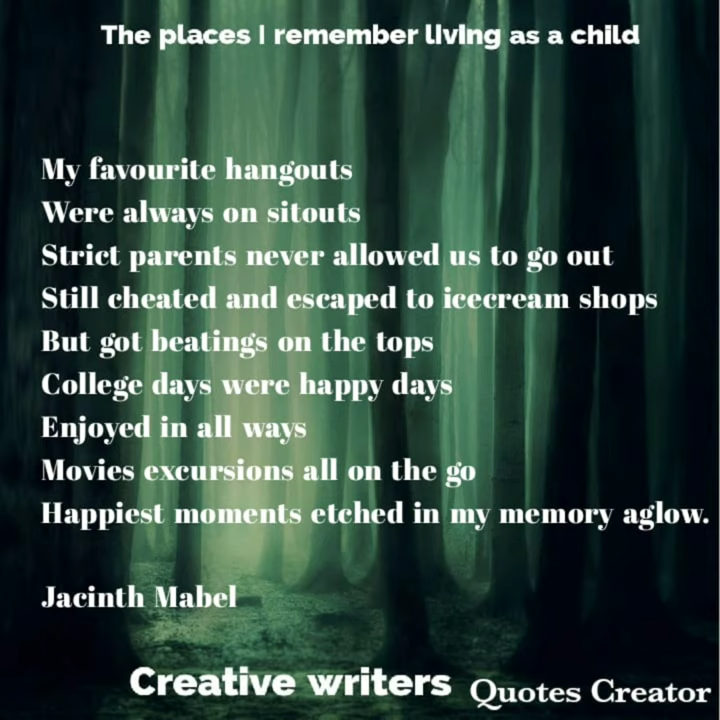 The places I remember living as a child
My favourite hangouts
Were always on sitouts
Strict parents never allowed us to go out
Still cheated and escaped to icecream shops
But got beatings on the tops
College days were happy days
Enjoyed in all ways
Movies excursions all on the go
Happiest moments etched in my memory aglow.
Jacinth Mabel
Creative writers
Quotes Creator